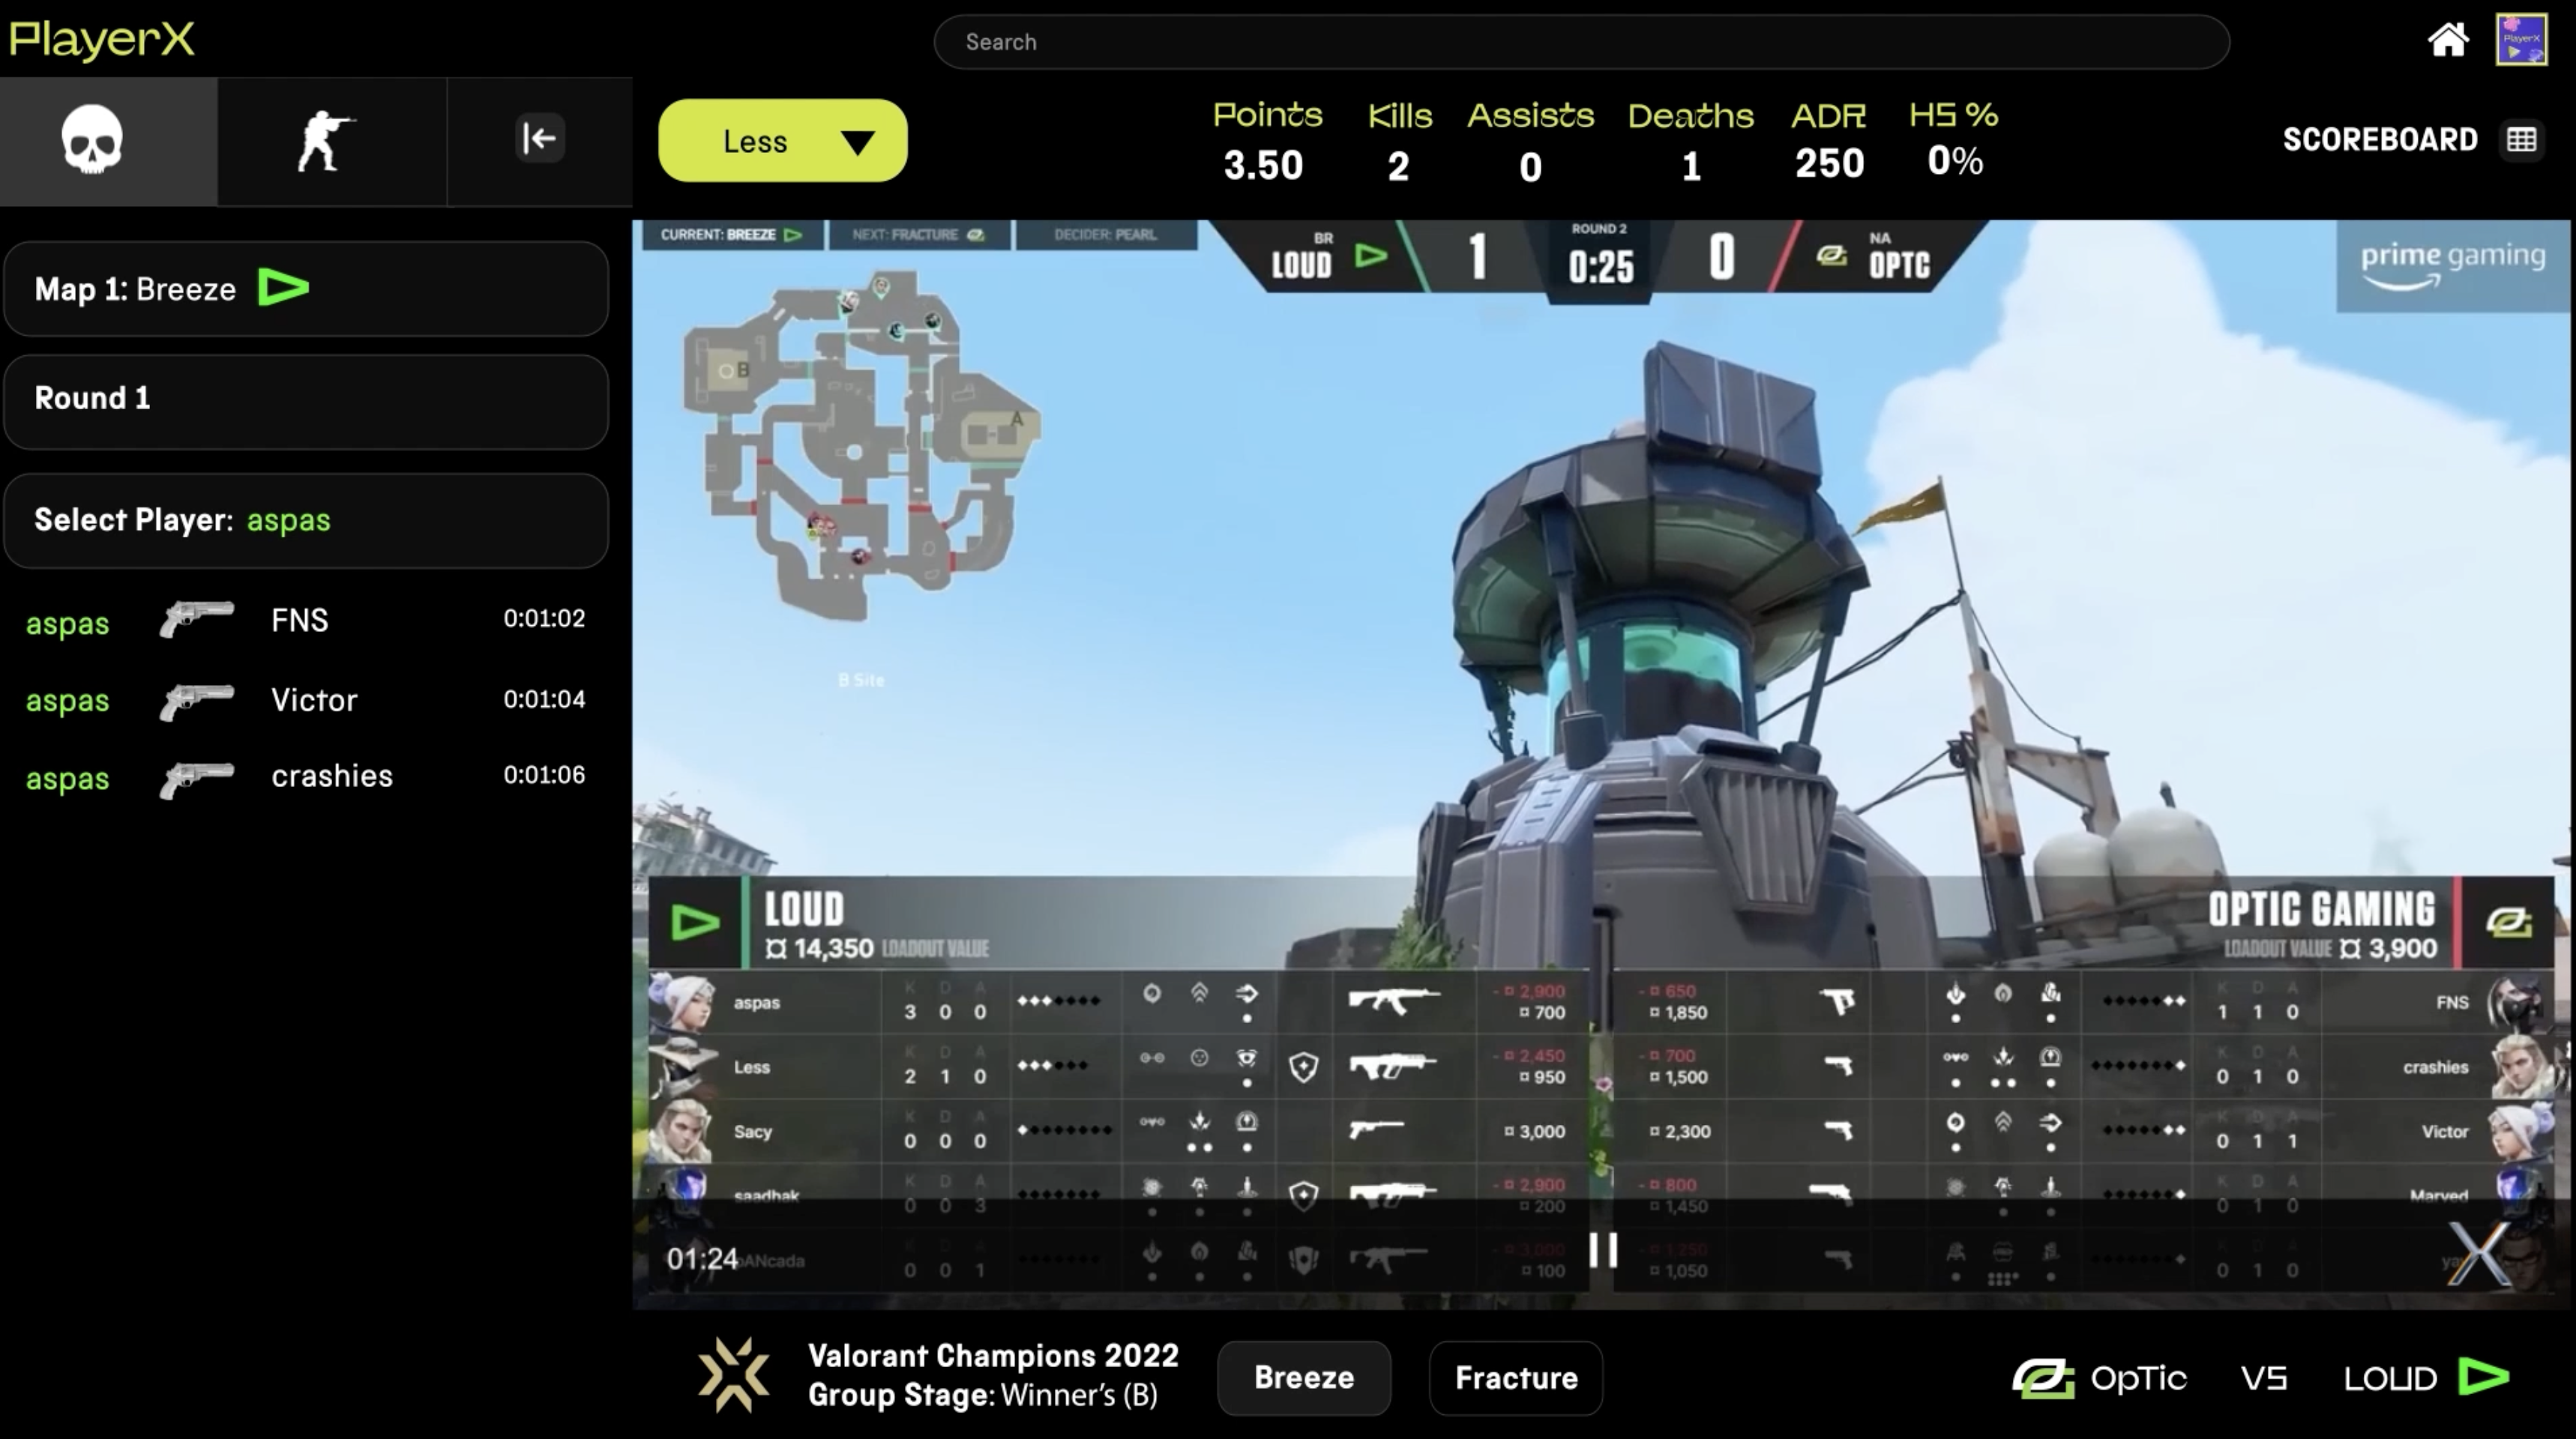 PlayerX
Search
PlayerX
Less
Points Kills Assists Deaths ADR HS %
3.50 2 0 1 250 0%
SCOREBOARD
Map 1: Breeze
Round 1
Select Player: aspas
aspas FNS 0:01:02
aspas Victor 0:01:04
aspas crashies 0:01:06
CURRENT: BREEZE NEXT: FRACTURE DECIDER: PEARL
BR LOUD 1 ROUND 2 0:25 0 NA OPTC
prime gaming
B
A
B Site
LOUD
14,350 LOADOUT VALUE
OPTIC GAMING
LOADOUT VALUE 3,900
K D A - 2,900 - 650 K D A
aspas 3 0 0 700 1,850 1 1 0 FNS
K D A - 2,450 - 700 K D A
Less 2 1 0 950 1,500 0 1 0 crashies
K D A K D A
Sacy 0 0 0 3,000 2,300 0 1 1 Victor
K D A - 2,900 - 800 K D A
saadhak 0 0 3 200 1,450 0 1 0 Marved
K D A - 3,000 - 1,250 K D A
01:24 pANcada 0 0 1 100 1,050 0 1 0
X
Valorant Champions 2022
Group Stage: Winner's (B)
Breeze
Fracture
OpTic VS LOUD